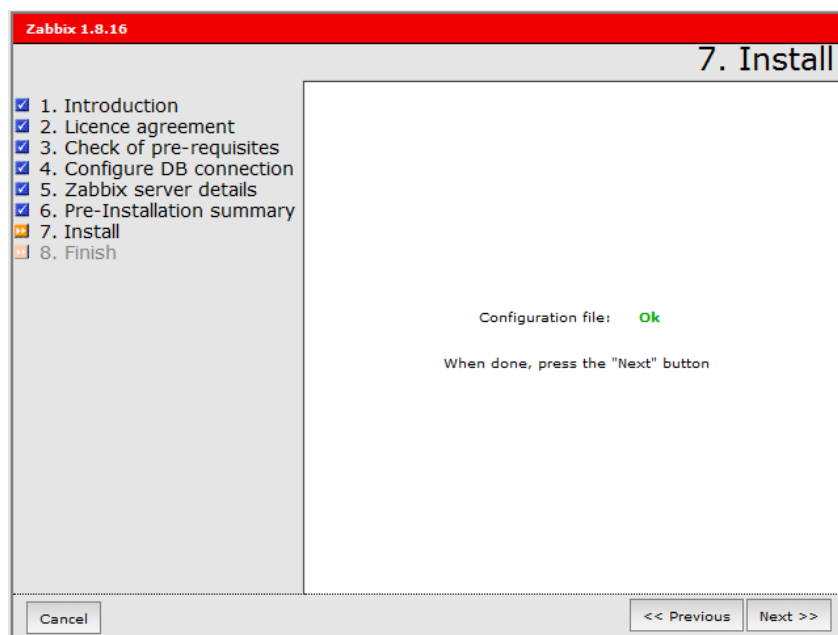 Zabbix 1.8.16
7. Install
1. Introduction
2. Licence agreement
3. Check of pre-requisites
4. Configure DB connection
5. Zabbix server details
6. Pre-Installation summary
7. Install
8. Finish
Configuration file: Ok
When done, press the "Next" button
Cancel
<< Previous
Next >>